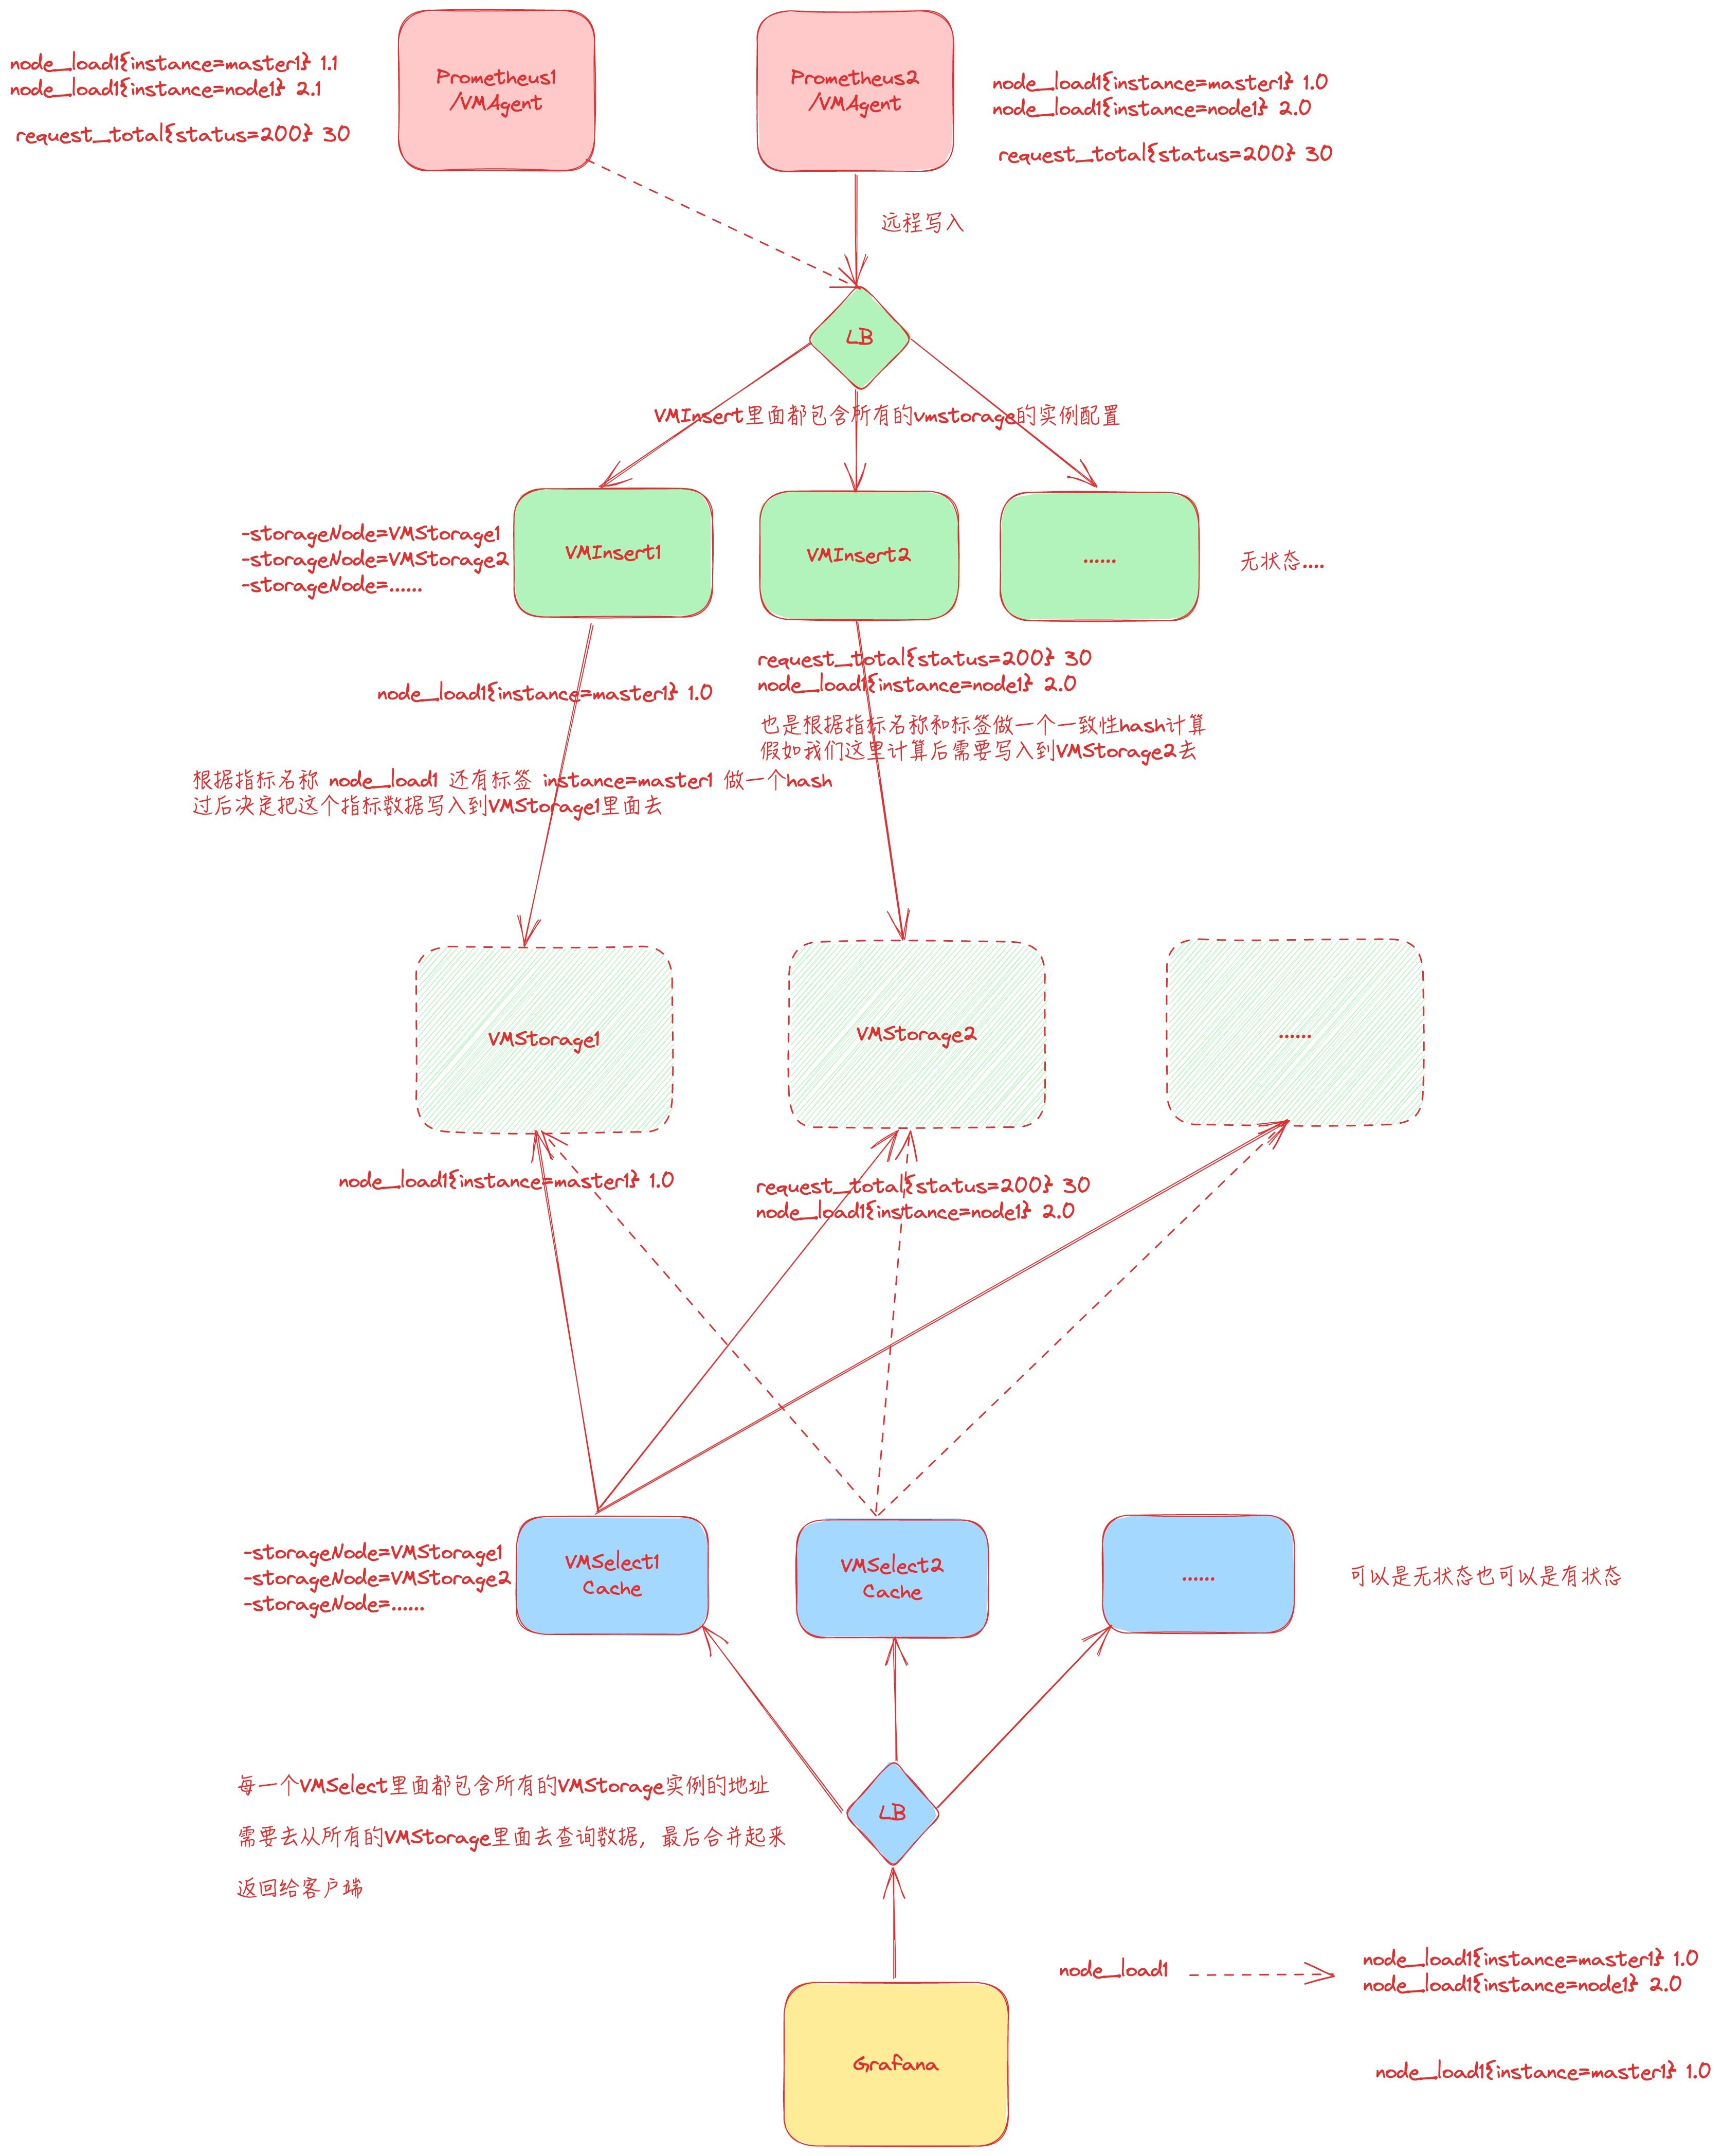 node_load1{instance=master1} 1.1
node_load1{instance=node1} 2.1
request_total{status=200} 30
Prometheus1
/VMAgent
Prometheus2
/VMAgent
node_load1{instance=master1} 1.0
node_load1{instance=node1} 2.0
request_total{status=200} 30
远程写入
LB
VMInsert里面都包含所有的vmstorage的实例配置
-storageNode=VMStorage1
-storageNode=VMStorage2
-storageNode=......
VMInsert1
VMInsert2
......
无状态....
node_load1{instance=master1} 1.0
request_total{status=200} 30
node_load1{instance=node1} 2.0
也是根据指标名称和标签做一个一致性hash计算
假如我们这里计算后需要写入到VMStorage2去
根据指标名称 node_load1 还有标签 instance=master1 做一个hash
过后决定把这个指标数据写入到VMStorage1里面去
VMStorage1
VMStorage2
......
node_load1{instance=master1} 1.0
request_total{status=200} 30
node_load1{instance=node1} 2.0
-storageNode=VMStorage1
-storageNode=VMStorage2
-storageNode=......
VMSelect1
Cache
VMSelect2
Cache
......
可以是无状态也可以是有状态
每一个VMSelect里面都包含所有的VMStorage实例的地址
需要去从所有的VMStorage里面去查询数据，最后合并起来
返回给客户端
LB
node_load1
node_load1{instance=master1} 1.0
node_load1{instance=node1} 2.0
Grafana
node_load1{instance=master1} 1.0